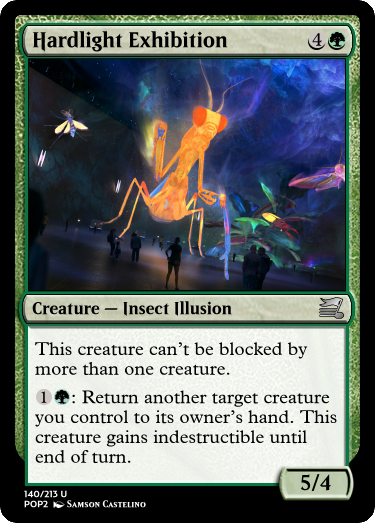 Hardlight Exhibition 4
Creature — Insect Illusion
This creature can't be blocked by
more than one creature.
1: Return another target creature
you control to its owner's hand. This
creature gains indestructible until
end of turn.
5/4
140/213 U
POP2 Samson Castelino